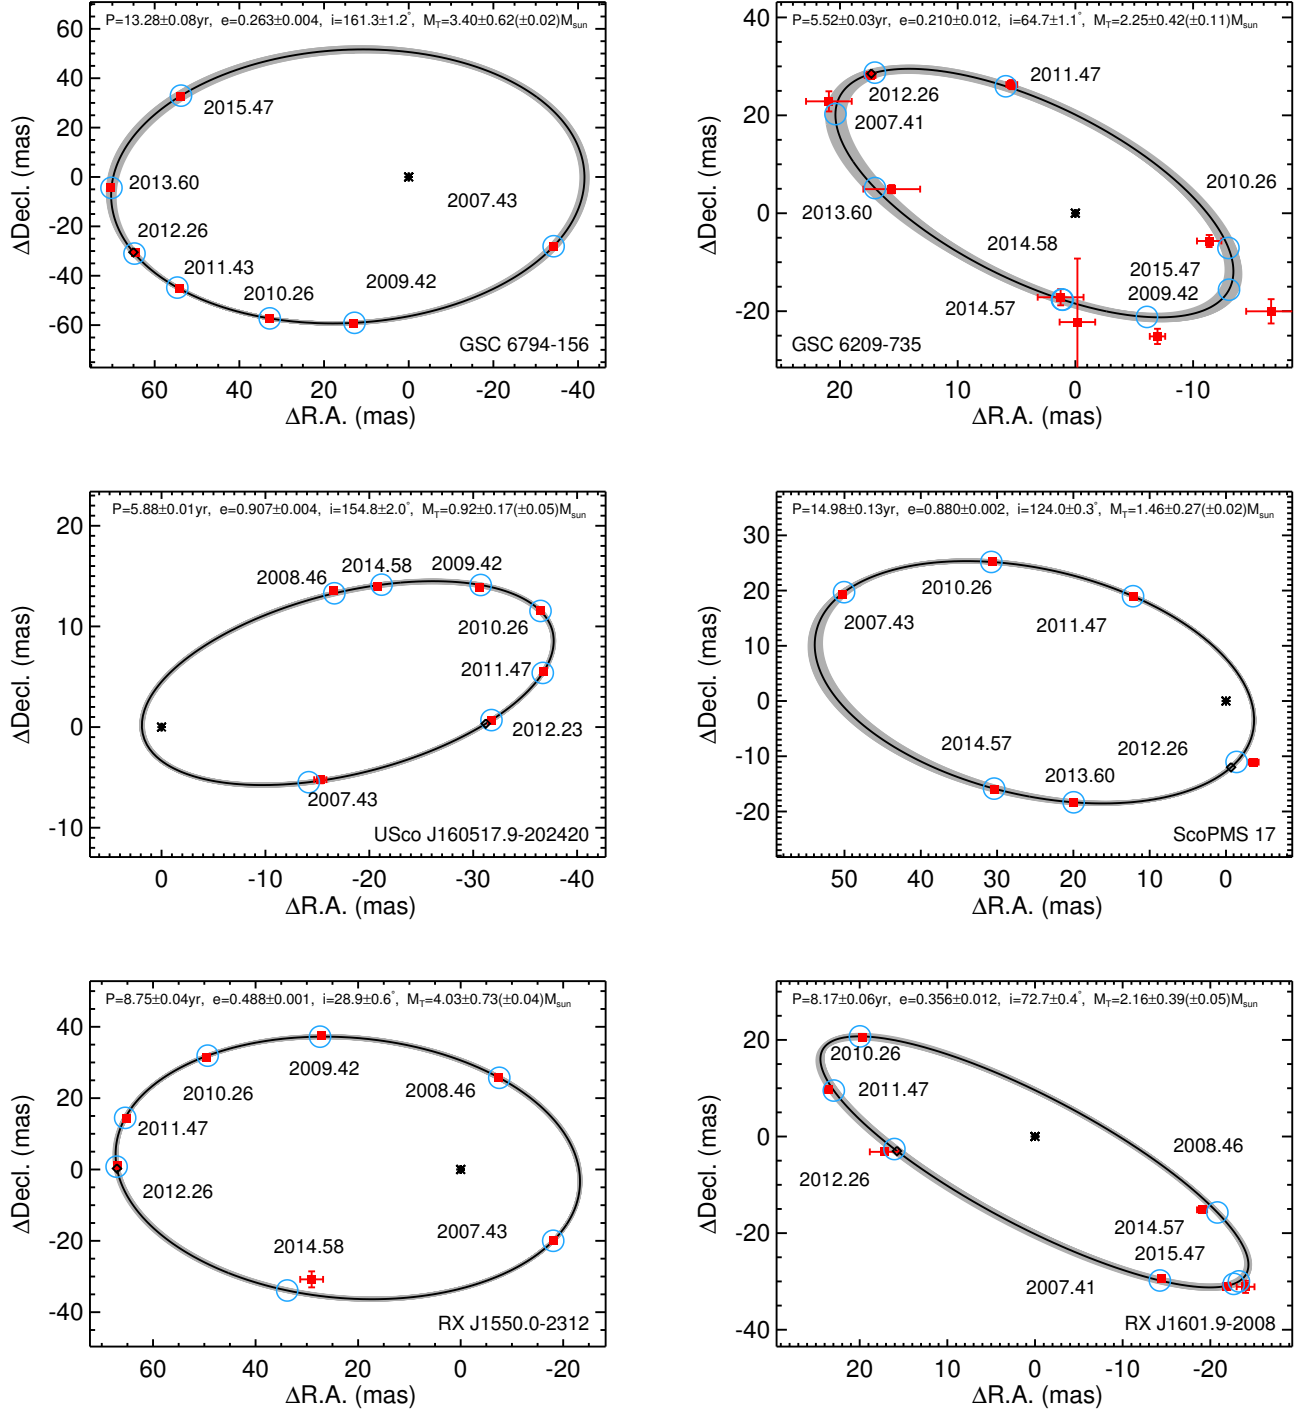 P=13.28±0.08yr, e=0.263±0.004, i=161.3±1.2°, M_T=3.40±0.62(±0.02)M_sun
60
40
20
0
-20
-40
-60
ΔDecl. (mas)
2015.47
2013.60
2007.43
2012.26
2011.43
2010.26
2009.42
GSC 6794-156
60 40 20 0 -20 -40
ΔR.A. (mas)
P=5.52±0.03yr, e=0.210±0.012, i=64.7±1.1°, M_T=2.25±0.42(±0.11)M_sun
40
20
0
-20
ΔDecl. (mas)
2011.47
2012.26
2007.41
2010.26
2013.60
2014.58
2015.47
2009.42
2014.57
GSC 6209-735
20 10 0 -10
ΔR.A. (mas)
P=5.88±0.01yr, e=0.907±0.004, i=154.8±2.0°, M_T=0.92±0.17(±0.05)M_sun
20
10
0
-10
ΔDecl. (mas)
2008.46
2014.58
2009.42
2010.26
2011.47
2012.23
2007.43
USco J160517.9-202420
0 -10 -20 -30 -40
ΔR.A. (mas)
P=14.98±0.13yr, e=0.880±0.002, i=124.0±0.3°, M_T=1.46±0.27(±0.02)M_sun
30
20
10
0
-10
-20
ΔDecl. (mas)
2010.26
2007.43
2011.47
2014.57
2012.26
2013.60
ScoPMS 17
50 40 30 20 10 0
ΔR.A. (mas)
P=8.75±0.04yr, e=0.488±0.001, i=28.9±0.6°, M_T=4.03±0.73(±0.04)M_sun
40
20
0
-20
-40
ΔDecl. (mas)
2009.42
2010.26
2008.46
2011.47
2012.26
2007.43
2014.58
RX J1550.0-2312
60 40 20 0 -20
ΔR.A. (mas)
P=8.17±0.06yr, e=0.356±0.012, i=72.7±0.4°, M_T=2.16±0.39(±0.05)M_sun
20
0
-20
-40
ΔDecl. (mas)
2010.26
2011.47
2008.46
2012.26
2014.57
2015.47
2007.41
RX J1601.9-2008
20 10 0 -10 -20
ΔR.A. (mas)